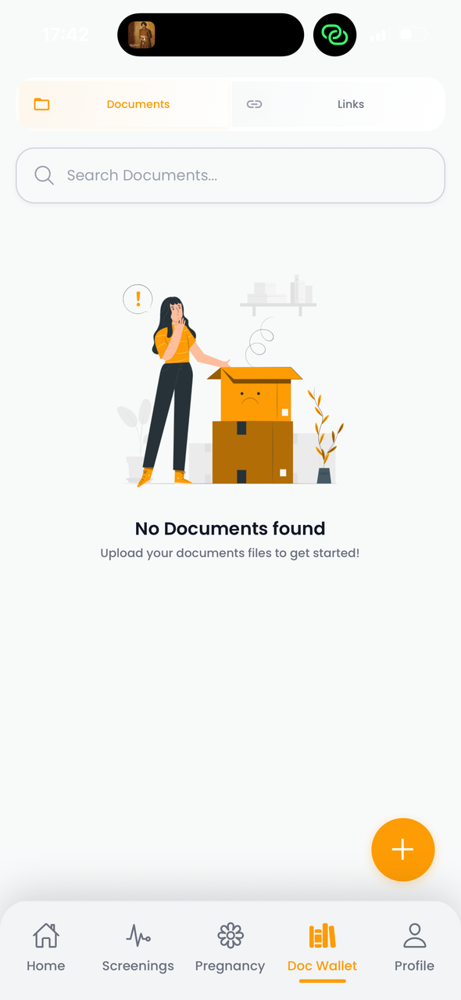 17:42
Documents
Links
Search Documents...
!
No Documents found
Upload your documents files to get started!
Home
Screenings
Pregnancy
Doc Wallet
Profile